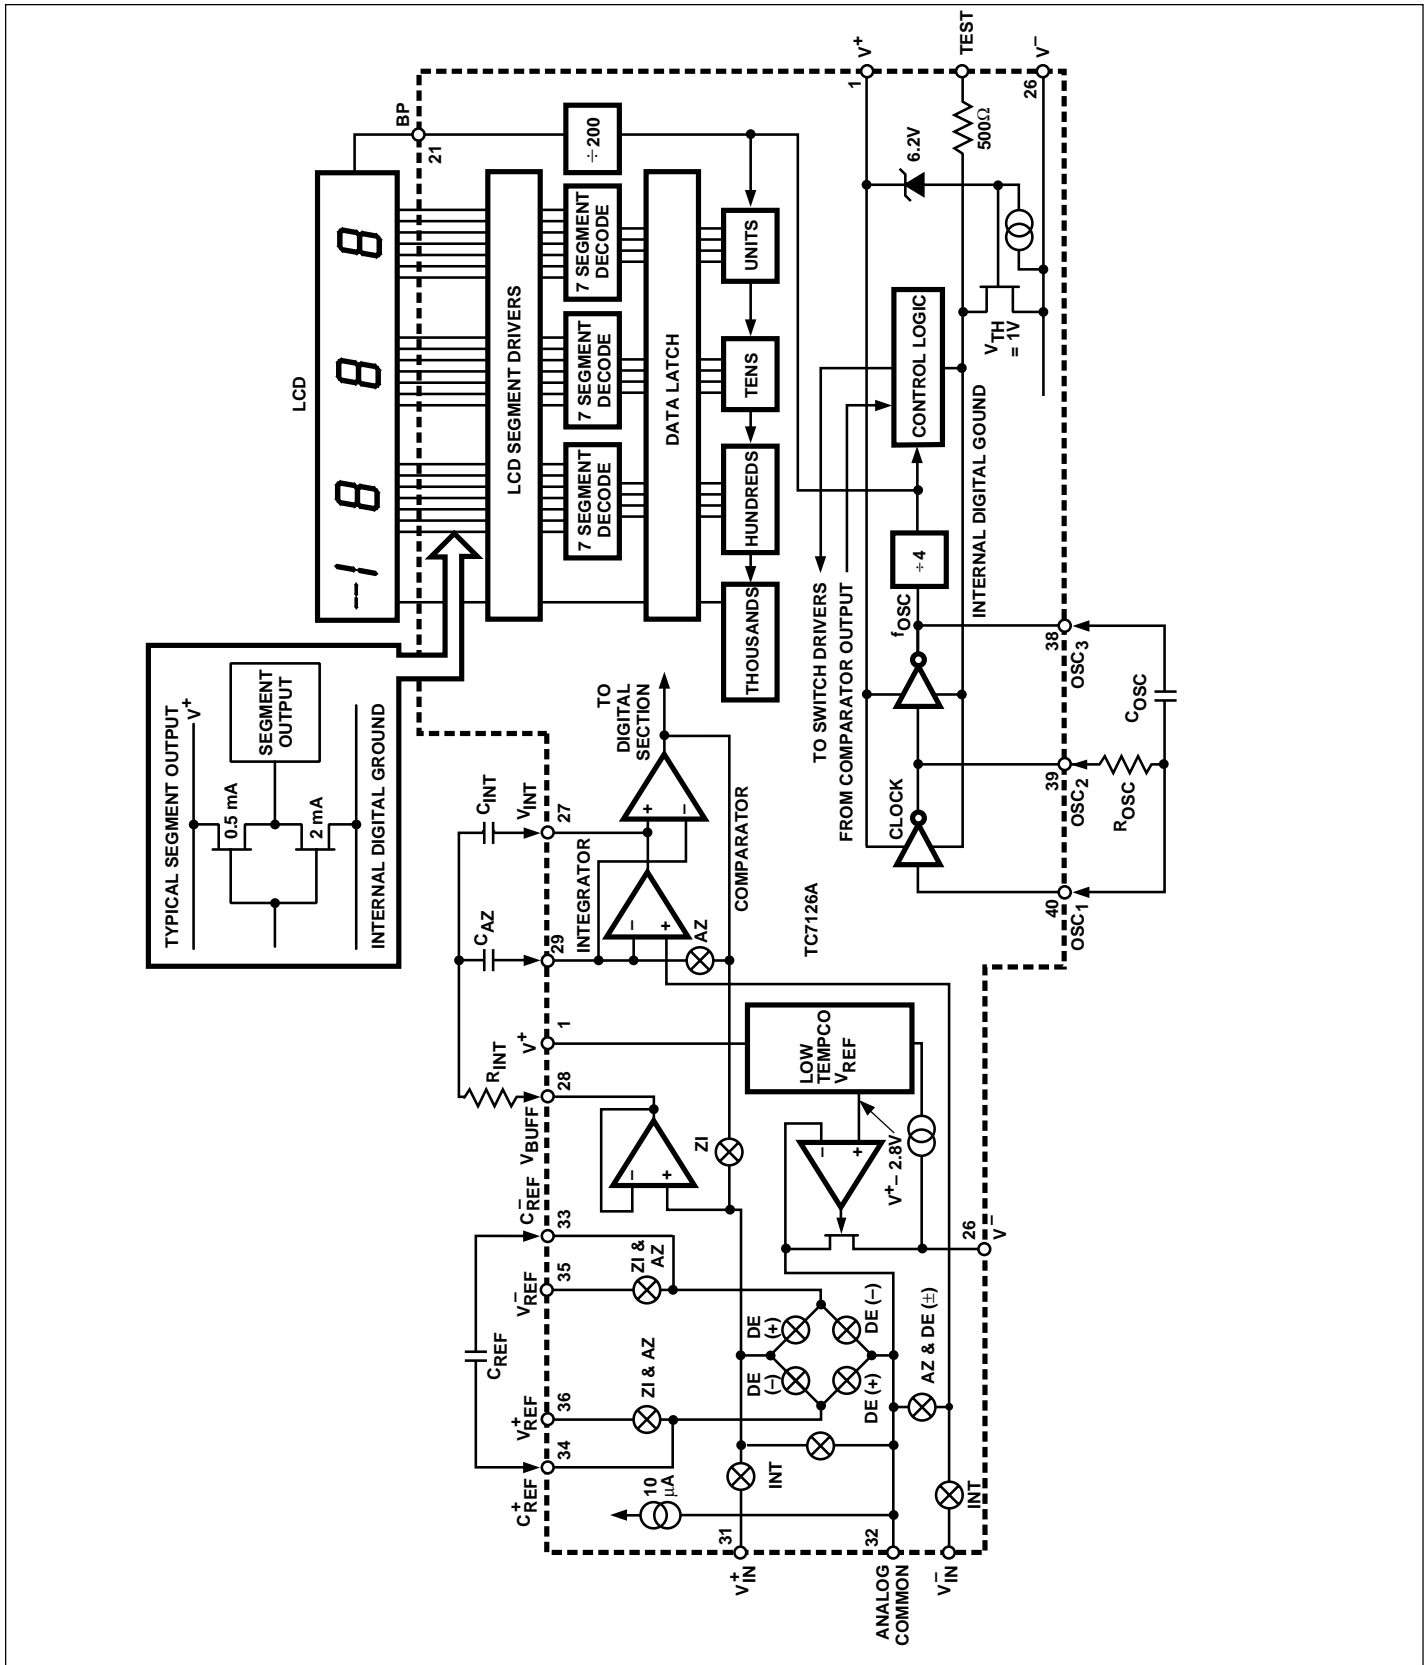 TYPICAL SEGMENT OUTPUT
V+
0.5 mA
SEGMENT
OUTPUT
2 mA
INTERNAL DIGITAL GROUND
LCD
BP
21
LCD SEGMENT DRIVERS
7 SEGMENT
DECODE
7 SEGMENT
DECODE
7 SEGMENT
DECODE
÷ 200
DATA LATCH
THOUSANDS
HUNDREDS
TENS
UNITS
C+REF
34
CREF
V+REF
36
V–REF
35
C–REF
33
VBUFF
28
RINT
V+
1
CAZ
29
CINT
VINT
27
ZI & AZ
ZI &
AZ
–
+
INTEGRATOR
–
+
+
–
TO
DIGITAL
SECTION
COMPARATOR
AZ
ZI
10
µA
31
V+IN
INT
DE
(–)
DE
(+)
DE (+)
DE (–)
32
ANALOG
COMMON
AZ & DE (±)
INT
V–IN
–
+
V+ – 2.8V
LOW
TEMPCO
VREF
26
V–
TC7126A
TO SWITCH DRIVERS
FROM COMPARATOR OUTPUT
CLOCK
fOSC
÷ 4
CONTROL LOGIC
INTERNAL DIGITAL GOUND
VTH
= 1V
6.2V
500Ω
1
V+
TEST
26
V–
40
OSC1
39
OSC2
38
OSC3
ROSC
COSC